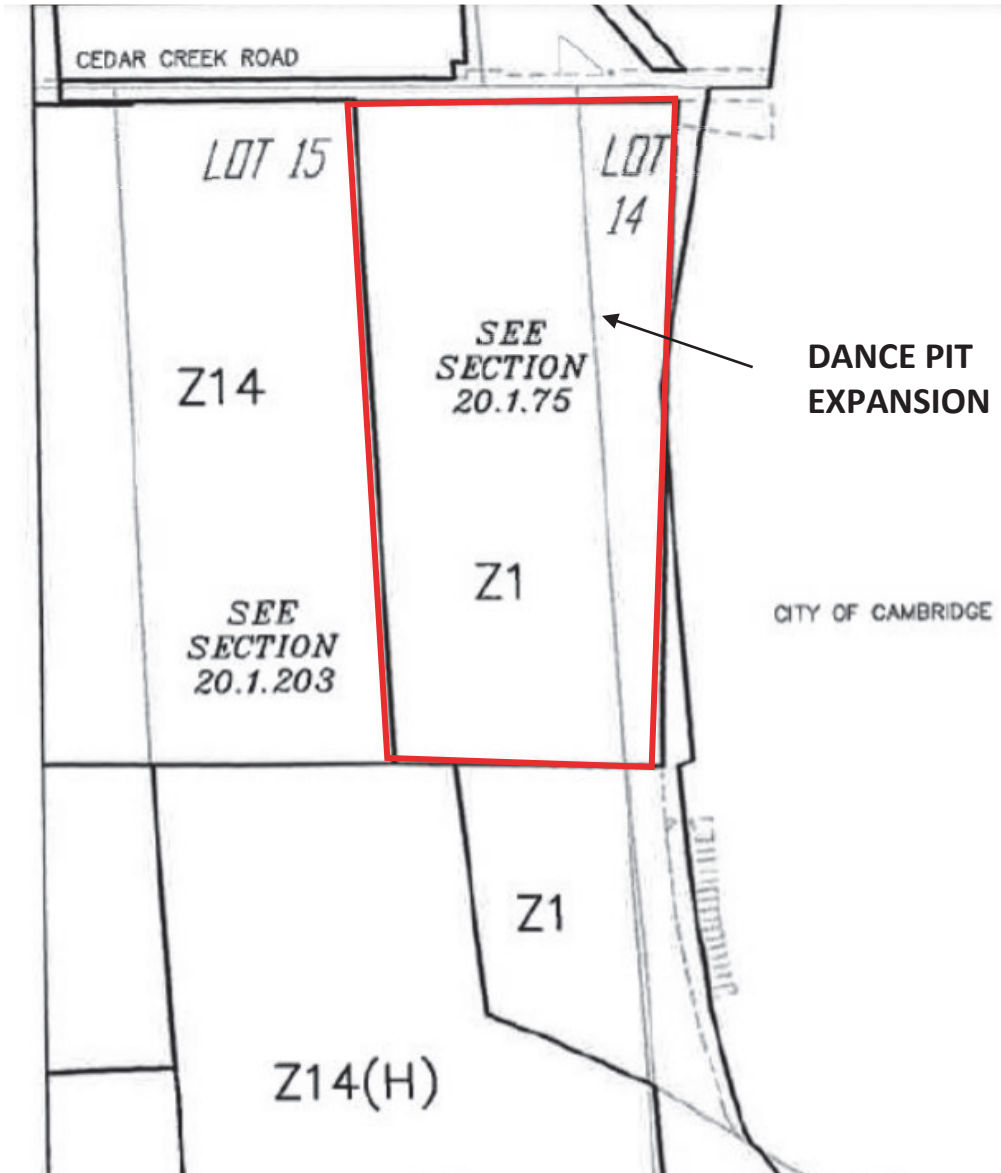 CEDAR CREEK ROAD
LOT 15
LOT
14
SEE
SECTION
20.1.75
DANCE PIT
EXPANSION
Z14
Z1
SEE
SECTION
20.1.203
CITY OF CAMBRIDGE
Z1
Z14(H)